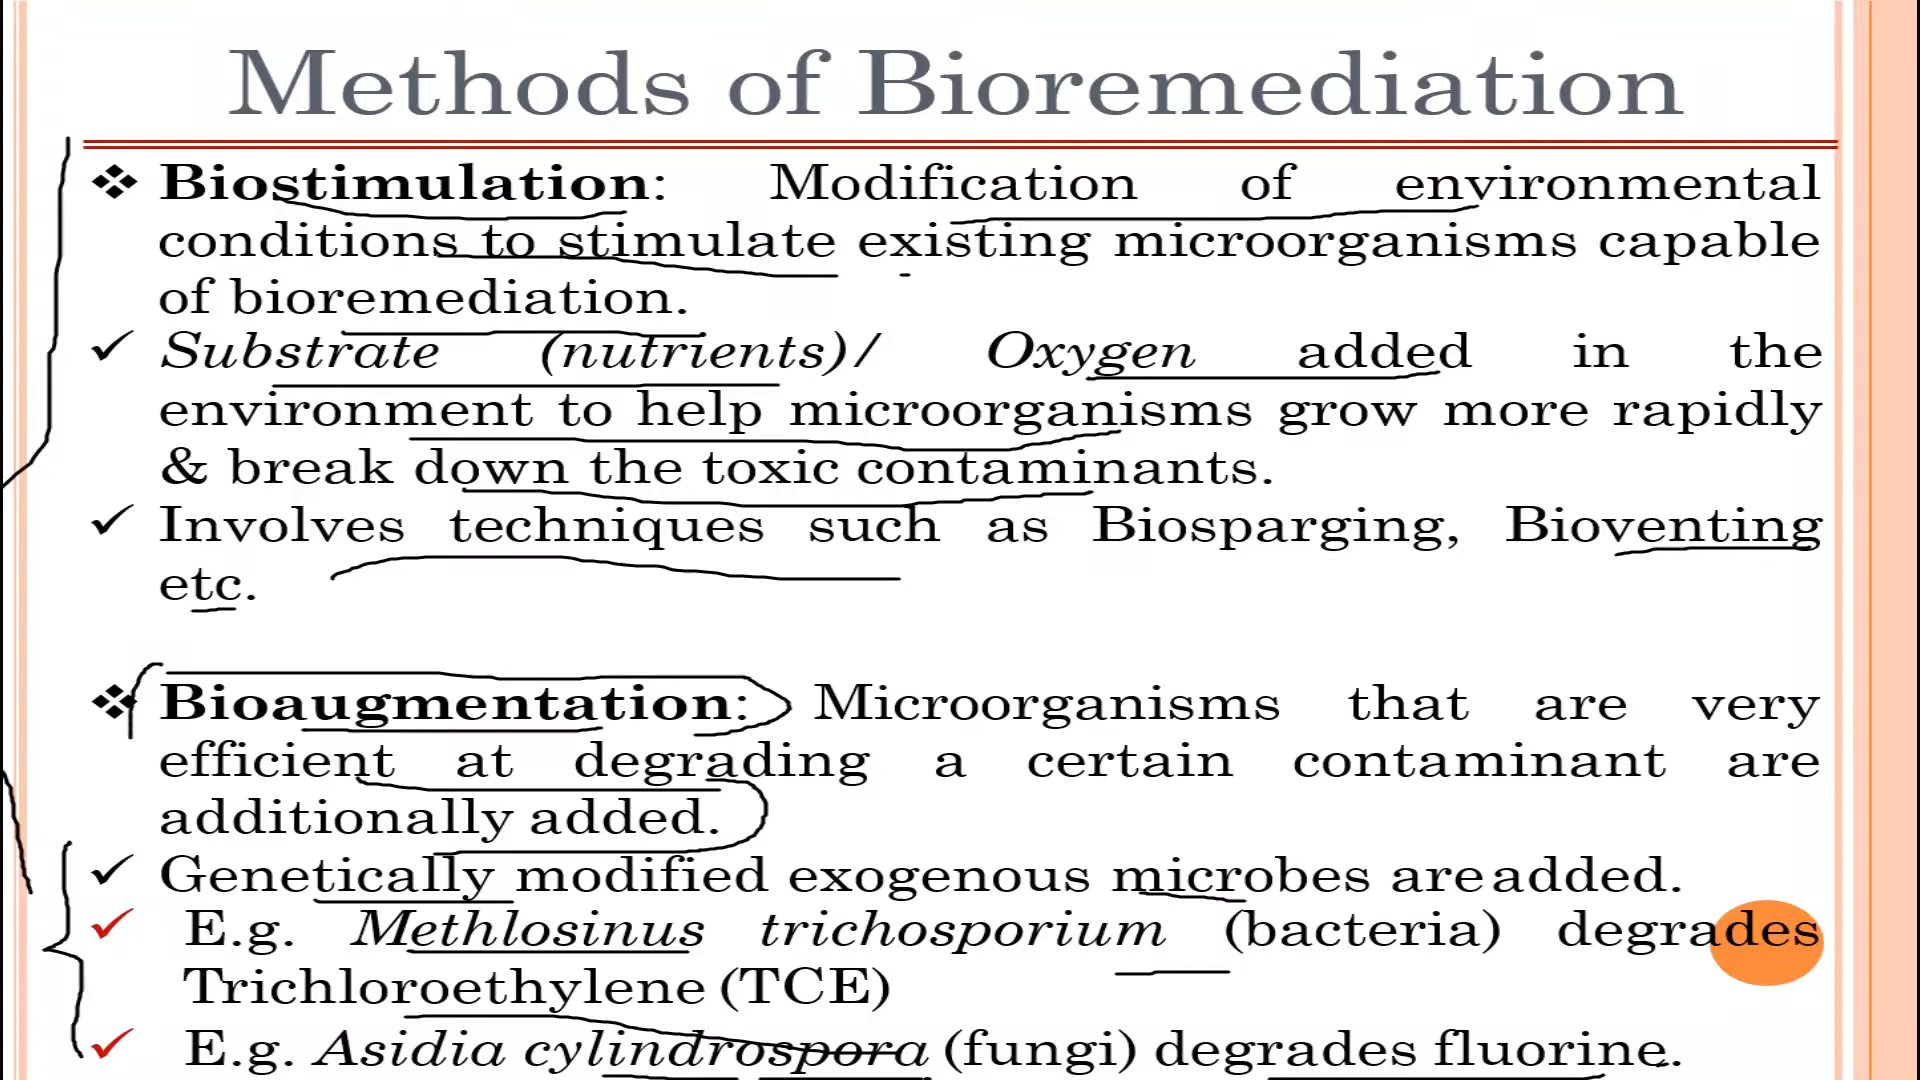 Methods of Bioremediation
❖ Biostimulation: Modification of environmental
conditions to stimulate existing microorganisms capable
of bioremediation.
✓ Substrate (nutrients)/ Oxygen added in the
environment to help microorganisms grow more rapidly
& break down the toxic contaminants.
✓ Involves techniques such as Biosparging, Bioventing
etc.
❖ Bioaugmentation: Microorganisms that are very
efficient at degrading a certain contaminant are
additionally added.
✓ Genetically modified exogenous microbes are added.
✓ E.g. Methlosinus trichosporium (bacteria) degrades
Trichloroethylene (TCE)
✓ E.g. Asidia cylindrospora (fungi) degrades fluorine.